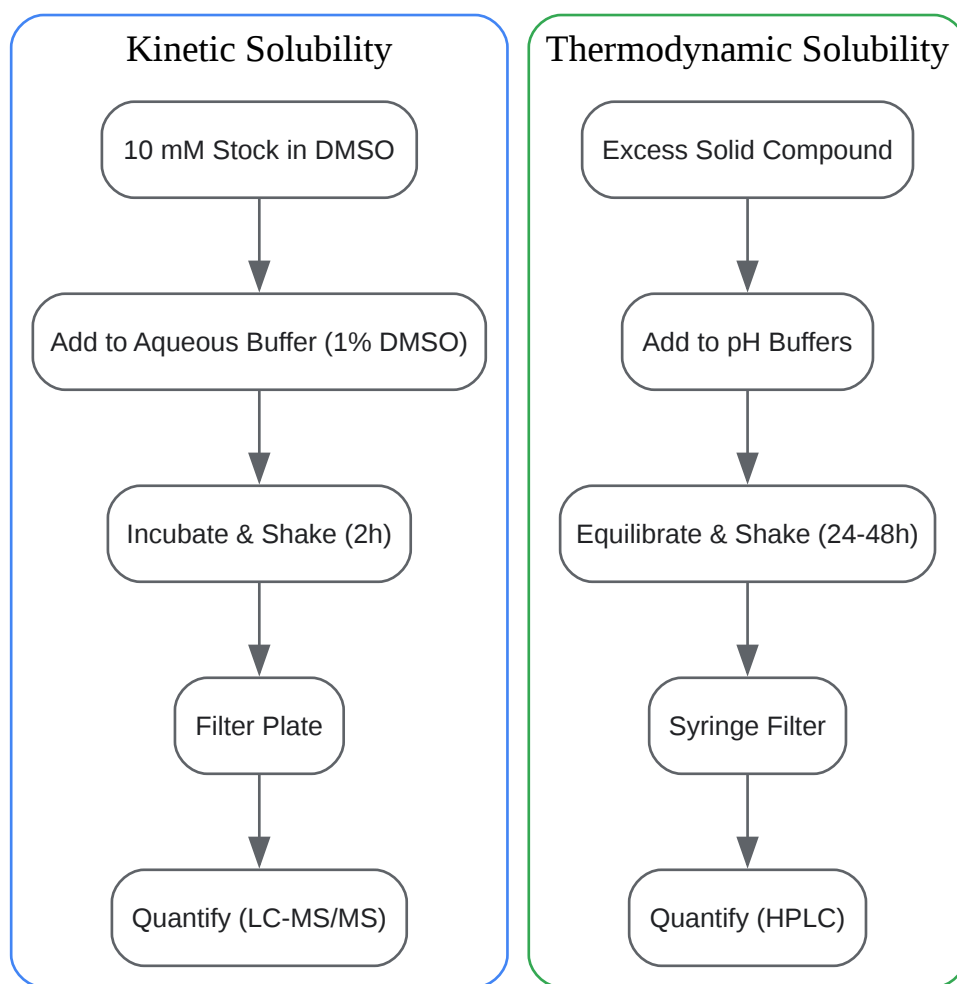 Kinetic Solubility
10 mM Stock in DMSO
Add to Aqueous Buffer (1% DMSO)
Incubate & Shake (2h)
Filter Plate
Quantify (LC-MS/MS)
Thermodynamic Solubility
Excess Solid Compound
Add to pH Buffers
Equilibrate & Shake (24-48h)
Syringe Filter
Quantify (HPLC)